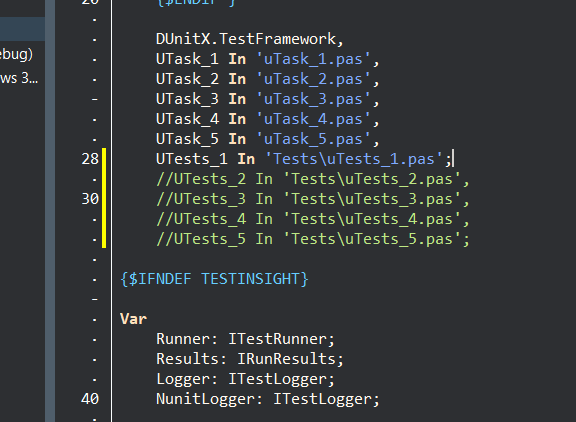 ebug)
ws 3...
{$ENDIF }
DUnitX.TestFramework,
UTask_1 In 'uTask_1.pas',
UTask_2 In 'uTask_2.pas',
- UTask_3 In 'uTask_3.pas',
UTask_4 In 'uTask_4.pas',
UTask_5 In 'uTask_5.pas',
28 UTests_1 In 'Tests\uTests_1.pas';
//UTests_2 In 'Tests\uTests_2.pas',
30 //UTests_3 In 'Tests\uTests_3.pas',
//UTests_4 In 'Tests\uTests_4.pas',
//UTests_5 In 'Tests\uTests_5.pas';
{$IFNDEF TESTINSIGHT}
Var
Runner: ITestRunner;
Results: IRunResults;
Logger: ITestLogger;
40 NunitLogger: ITestLogger;